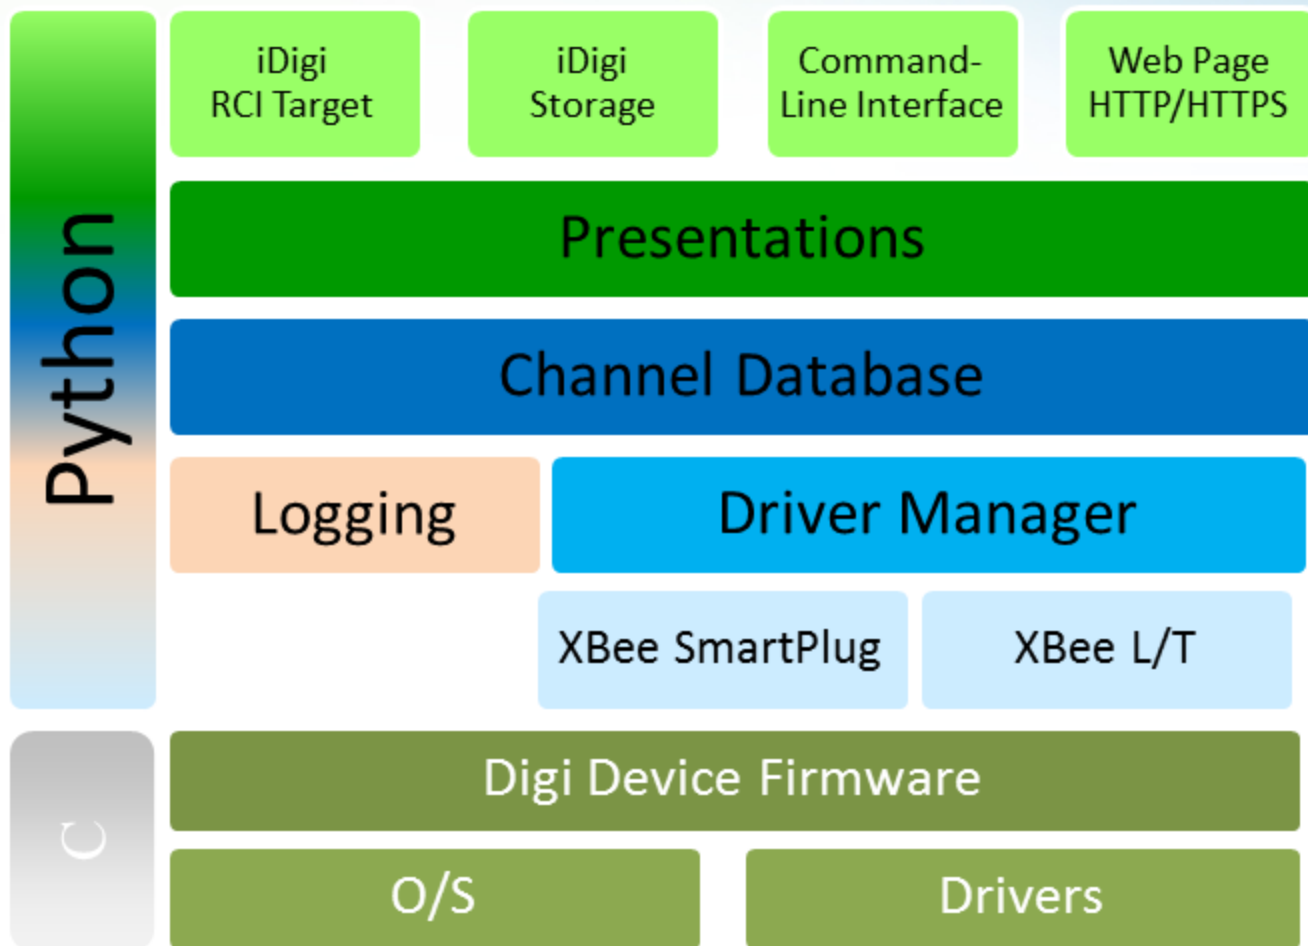 Python
iDigi
RCI Target
iDigi
Storage
Command-
Line Interface
Web Page
HTTP/HTTPS
Presentations
Channel Database
Logging
Driver Manager
XBee SmartPlug
XBee L/T
C
Digi Device Firmware
O/S
Drivers